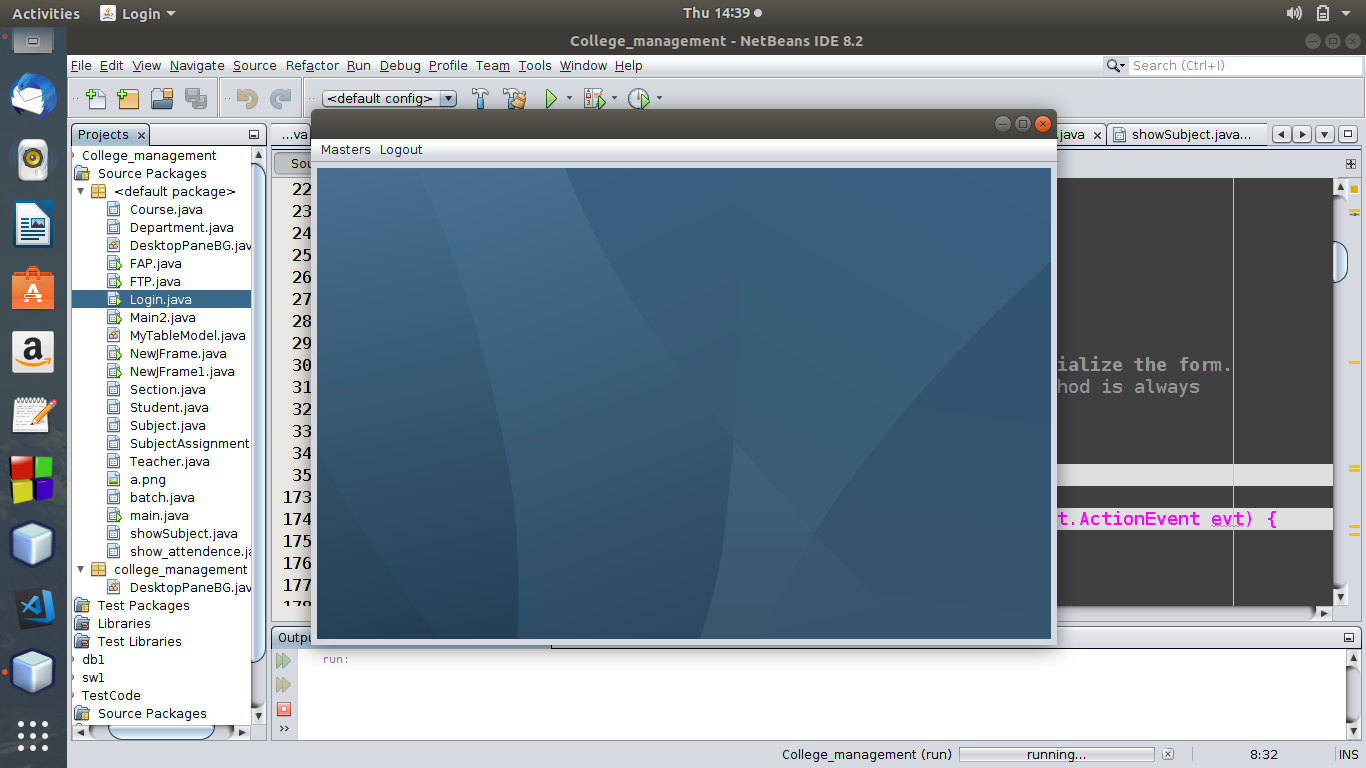 Activities Login Thu 14:39
College_management - NetBeans IDE 8.2
File Edit View Navigate Source Refactor Run Debug Profile Team Tools Window Help
Search (Ctrl+I)
<default config>
Projects
...va
.java
showSubject.java...
College_management
Source Packages
<default package>
Course.java
Department.java
DesktopPaneBG.jav
FAP.java
FTP.java
Login.java
Main2.java
MyTableModel.java
NewJFrame.java
NewJFrame1.java
Section.java
Student.java
Subject.java
SubjectAssignment
Teacher.java
a.png
batch.java
main.java
showSubject.java
show_attendence.ja
college_management
DesktopPaneBG.jav
Test Packages
Libraries
Test Libraries
db1
sw1
TestCode
Source Packages
Masters Logout
Sou
22
23
24
25
26
27
28
29
30
ialize the form.
31
hod is always
32
33
34
35
173
174
t.ActionEvent evt) {
175
176
177
178
Outp
run:
College_management (run) running... 8:32 INS